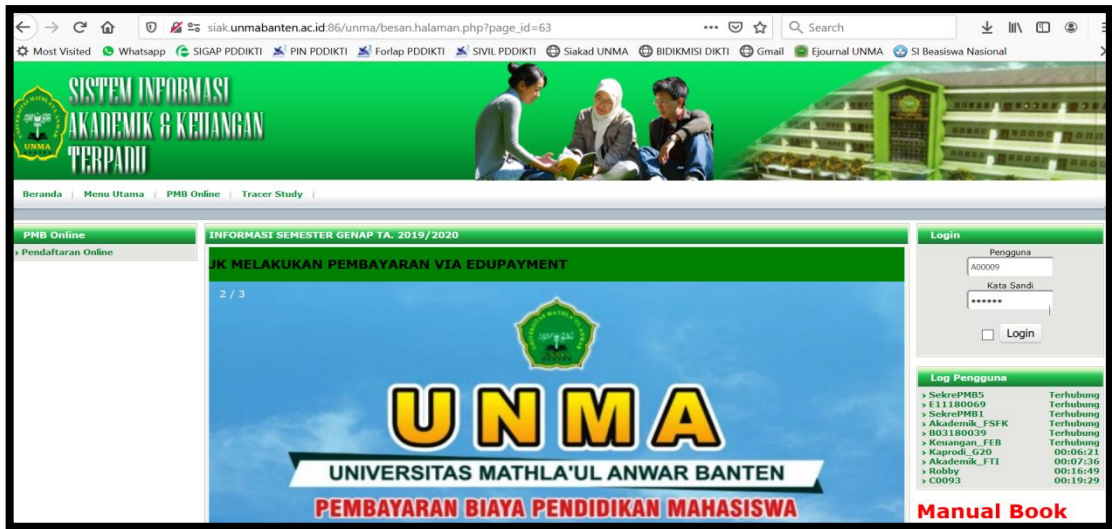 siak.unmabanten.ac.id:86/unma/besan.halaman.php?page_id=63
Search
Most Visited Whatsapp SIGAP PDDIKTI PIN PDDIKTI Forlap PDDIKTI SIVIL PDDIKTI Siakad UNMA BIDIKMISI DIKTI Gmail Ejournal UNMA SI Beasiswa Nasional
SISTEM INFORMASI
AKADEMIK & KEUANGAN
TERPADU
UNMA
Beranda | Menu Utama | PMB Online | Tracer Study |
PMB Online
› Pendaftaran Online
INFORMASI SEMESTER GENAP TA. 2019/2020
JK MELAKUKAN PEMBAYARAN VIA EDUPAYMENT
2 / 3
UNMA
UNIVERSITAS MATHLA'UL ANWAR BANTEN
PEMBAYARAN BIAYA PENDIDIKAN MAHASISWA
Login
Pengguna
A00009
Kata Sandi
••••••
Login
Log Pengguna
› SekrePMB5 Terhubung
› E11180069 Terhubung
› SekrePMB1 Terhubung
› Akademik_FSFK Terhubung
› B03180039 Terhubung
› Keuangan_FEB Terhubung
› Kaprodi_G20 00:06:21
› Akademik_FTI 00:07:36
› Robby 00:16:49
› C0093 00:19:29
Manual Book